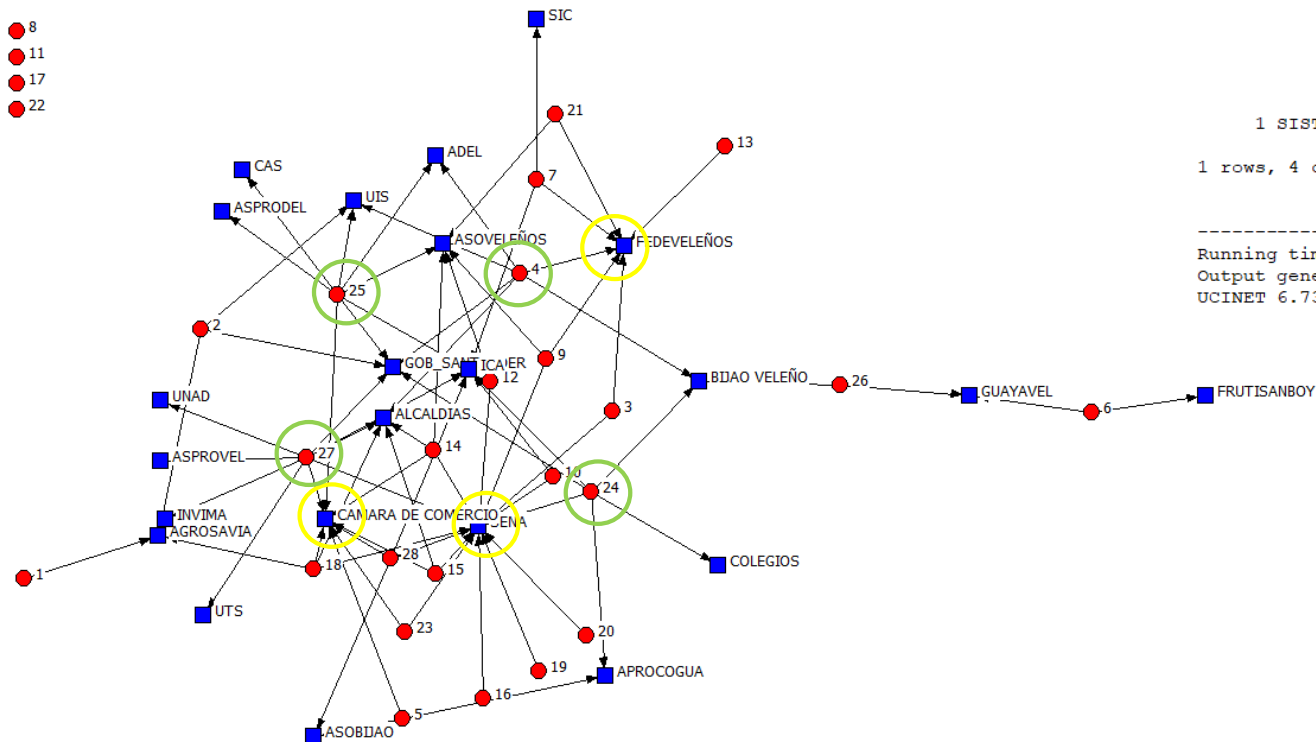 SIC
8
21
11
1 SIST
17
13
22
ADEL
1 rows, 4 c
CAS
7
UIS
ASPRODEL
ASOVELEÑOS
FEDEVELEÑOS
Running tim
4
Output gene
25
UCINET 6.73
2
9
GOB_SANT
ICA
ER
12
BIJAO VELEÑO
26
GUAYAVEL
FRUTISANBOY
UNAD
3
6
ALCALDIAS
14
27
ASPROVEL
10
24
INVIMA
CAMARA DE COMERCIO
SENA
AGROSAVIA
28
COLEGIOS
1
18
15
UTS
23
20
19
APROCOGUA
16
5
ASOBIJAO